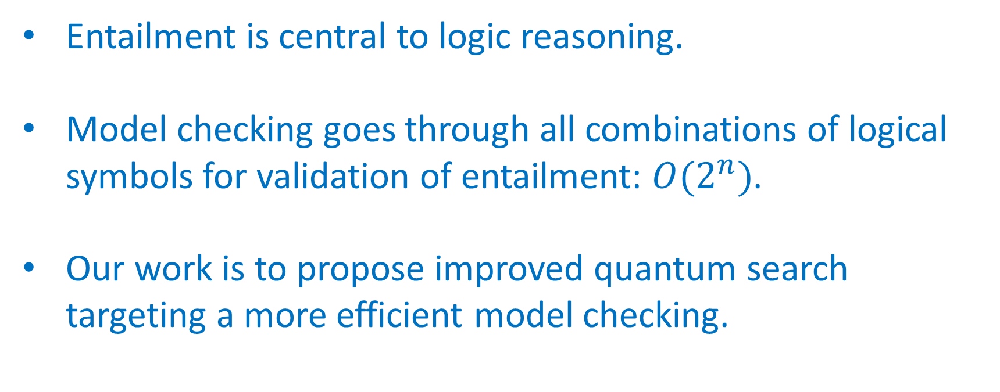 • Entailment is central to logic reasoning.
• Model checking goes through all combinations of logical
symbols for validation of entailment: 𝑂(2ⁿ).
• Our work is to propose improved quantum search
targeting a more efficient model checking.